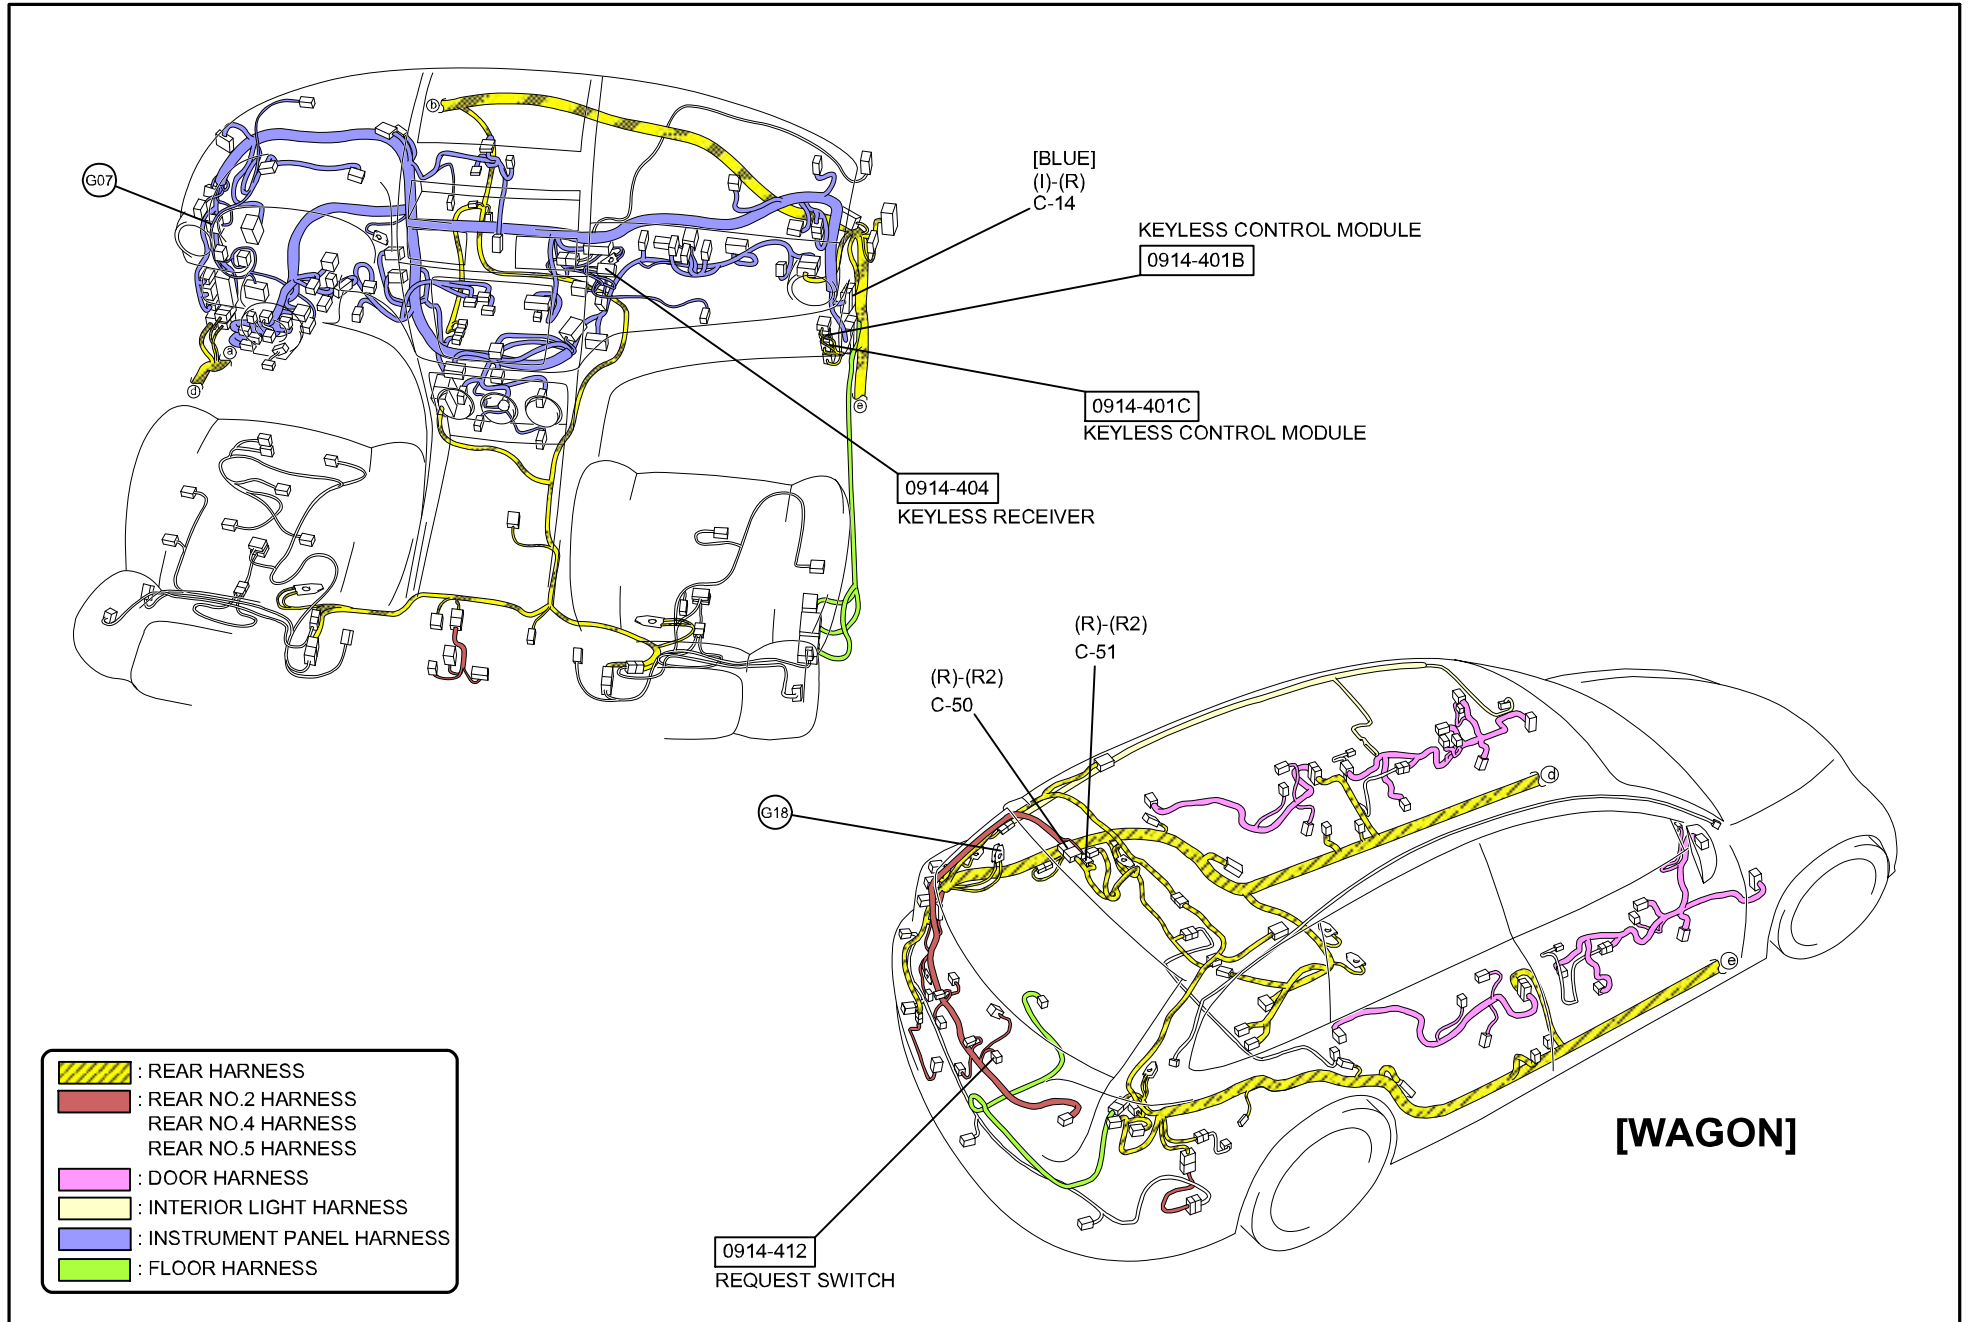 b
G07
[BLUE]
(I)-(R)
C-14
KEYLESS CONTROL MODULE
0914-401B
a
d
e
0914-401C
KEYLESS CONTROL MODULE
0914-404
KEYLESS RECEIVER
(R)-(R2)
C-51
(R)-(R2)
C-50
d
G18
e
: REAR HARNESS
: REAR NO.2 HARNESS
REAR NO.4 HARNESS
REAR NO.5 HARNESS
: DOOR HARNESS
: INTERIOR LIGHT HARNESS
: INSTRUMENT PANEL HARNESS
: FLOOR HARNESS
[WAGON]
0914-412
REQUEST SWITCH